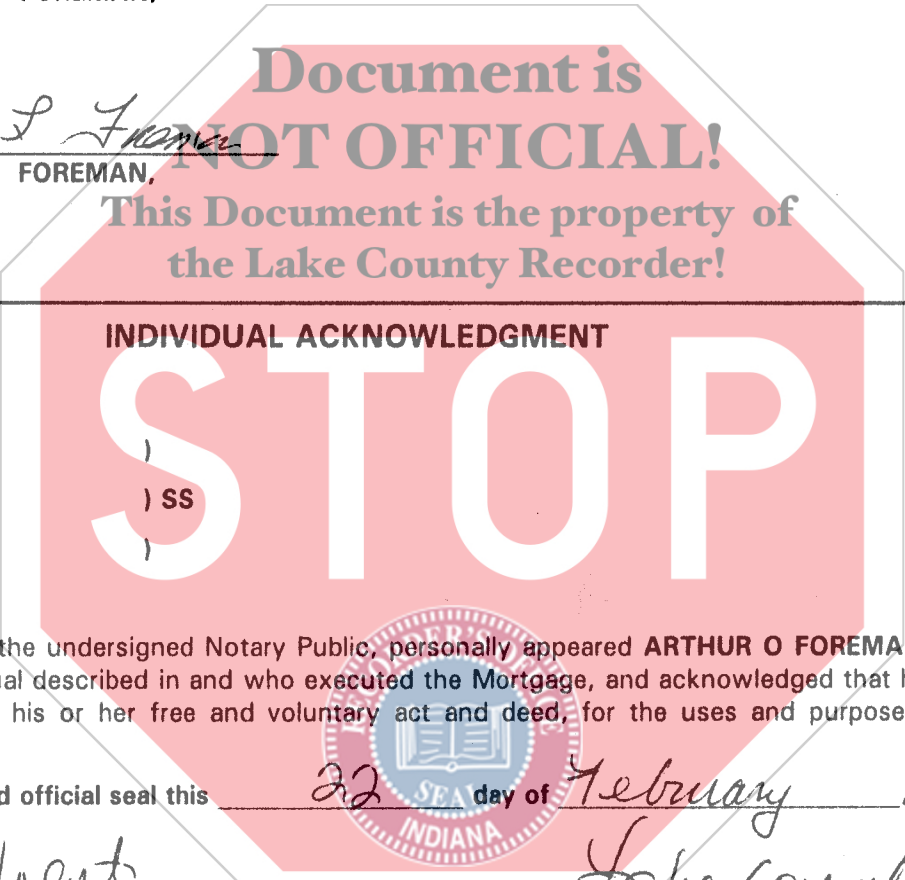 Document is
NOT OFFICIAL!
FOREMAN,
This Document is the property of
the Lake County Recorder!
INDIVIDUAL ACKNOWLEDGMENT
STOP
)
) SS
)
the undersigned Notary Public, personally appeared ARTHUR O FOREMA
ual described in and who executed the Mortgage, and acknowledged that h
his or her free and voluntary act and deed, for the uses and purpose
RECORDER'S OFFICE
d official seal this 22 day of February
SEAL
INDIANA